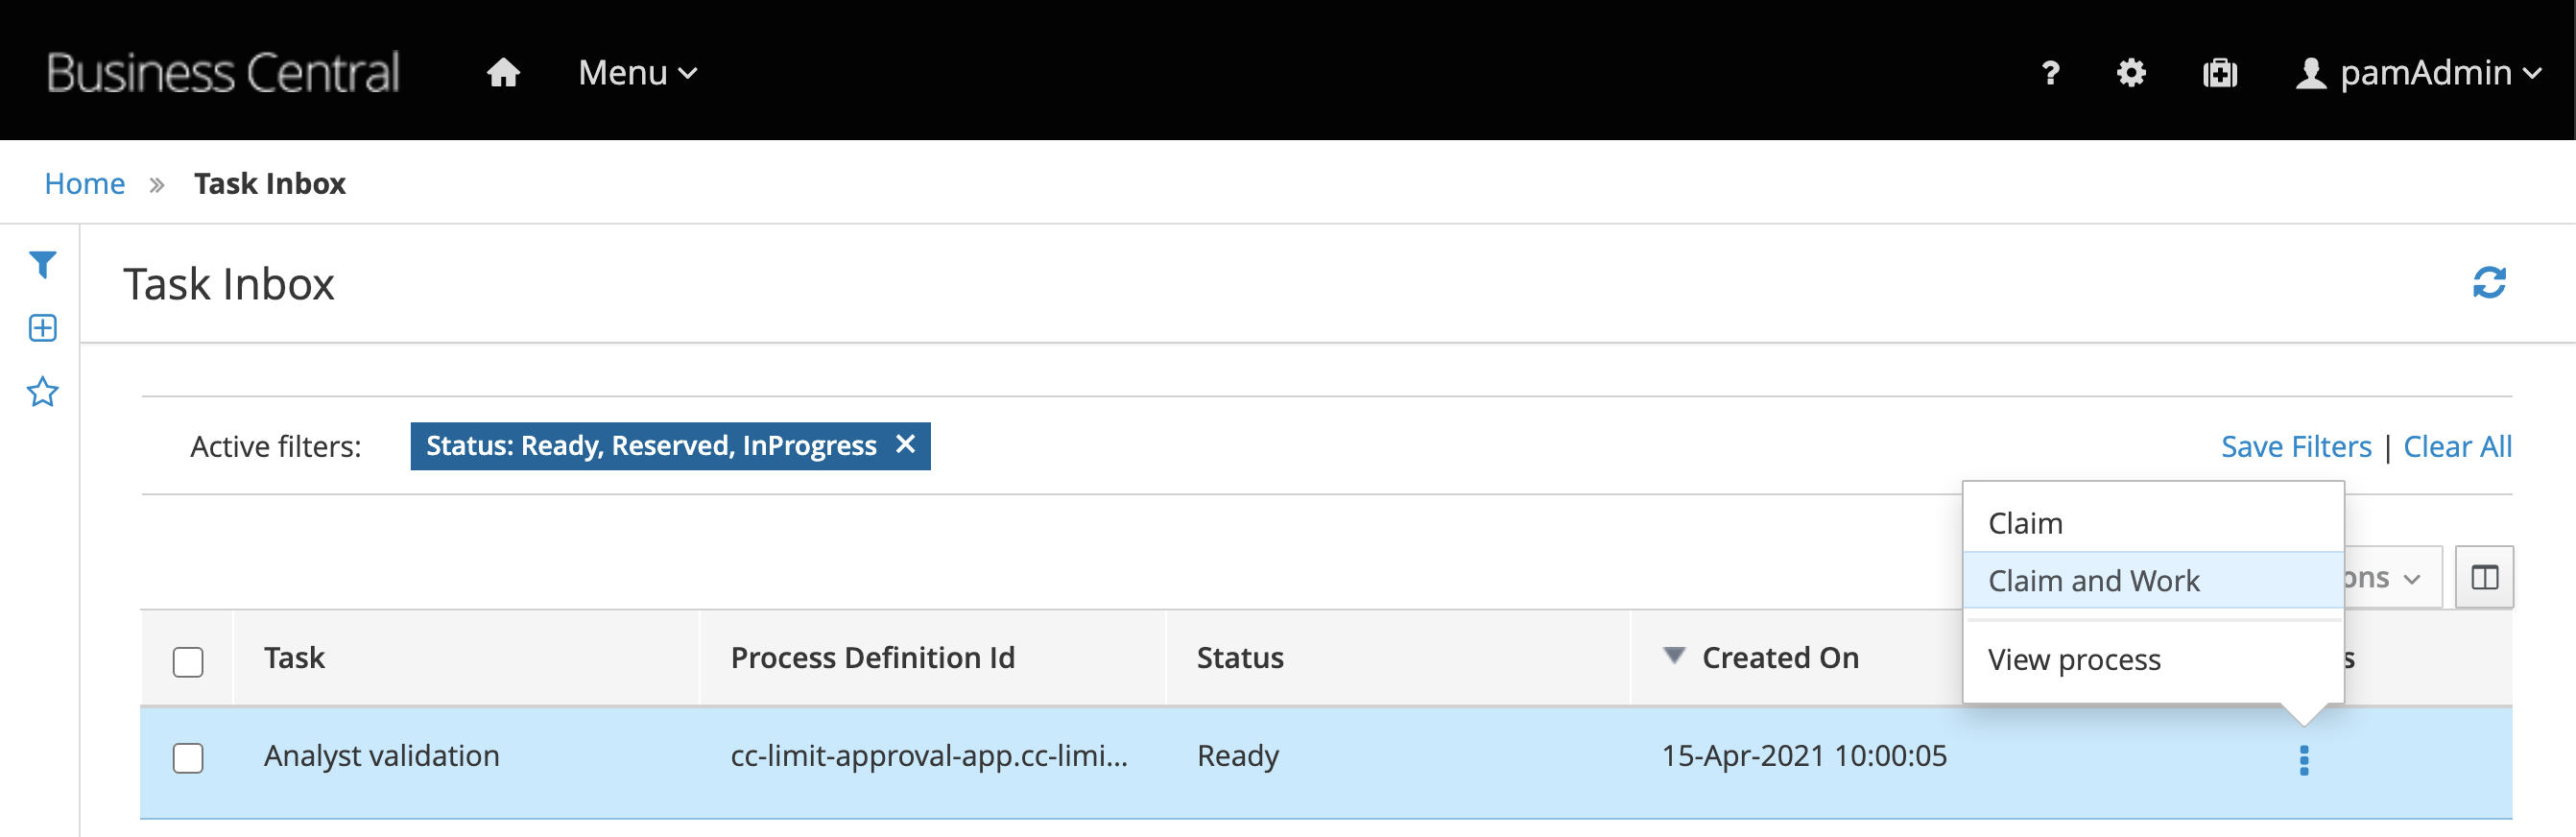 Business Central Menu ? pamAdmin
Home » Task Inbox
Task Inbox
Active filters: Status: Ready, Reserved, InProgress × Save Filters | Clear All
Claim
Claim and Work
ons
View process
Task Process Definition Id Status Created On s
Analyst validation cc-limit-approval-app.cc-limi... Ready 15-Apr-2021 10:00:05